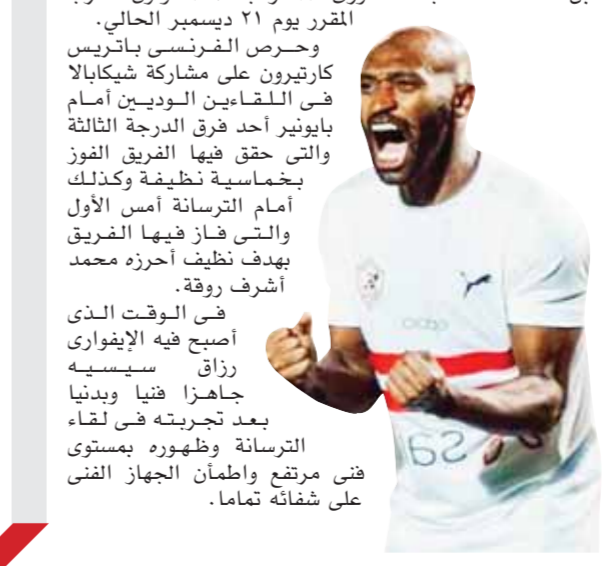 المقرر يوم ٢١ ديسمبر الحالي.
وحرص الفرنسى باتريس
كارتيرون على مشاركة شيكابالا
فى اللقاءين الوديين أمام
بايونير أحد فرق الدرجة الثالثة
والتى حقق فيها الفريق الفوز
بخماسية نظيفة وكذلك
أمام الترسانة أمس الأول
والتى فاز فيها الفريق
بهدف نظيف أحرزه محمد
أشرف روقة.
فى الوقت الذى
أصبح فيه الإيفوارى
رزاق سيسيه
جاهزا فنيا وبدنيا
بعد تجربته فى لقاء
الترسانة وظهوره بمستوى
فنى مرتفع واطمأن الجهاز الفنى
على شفائه تماما.